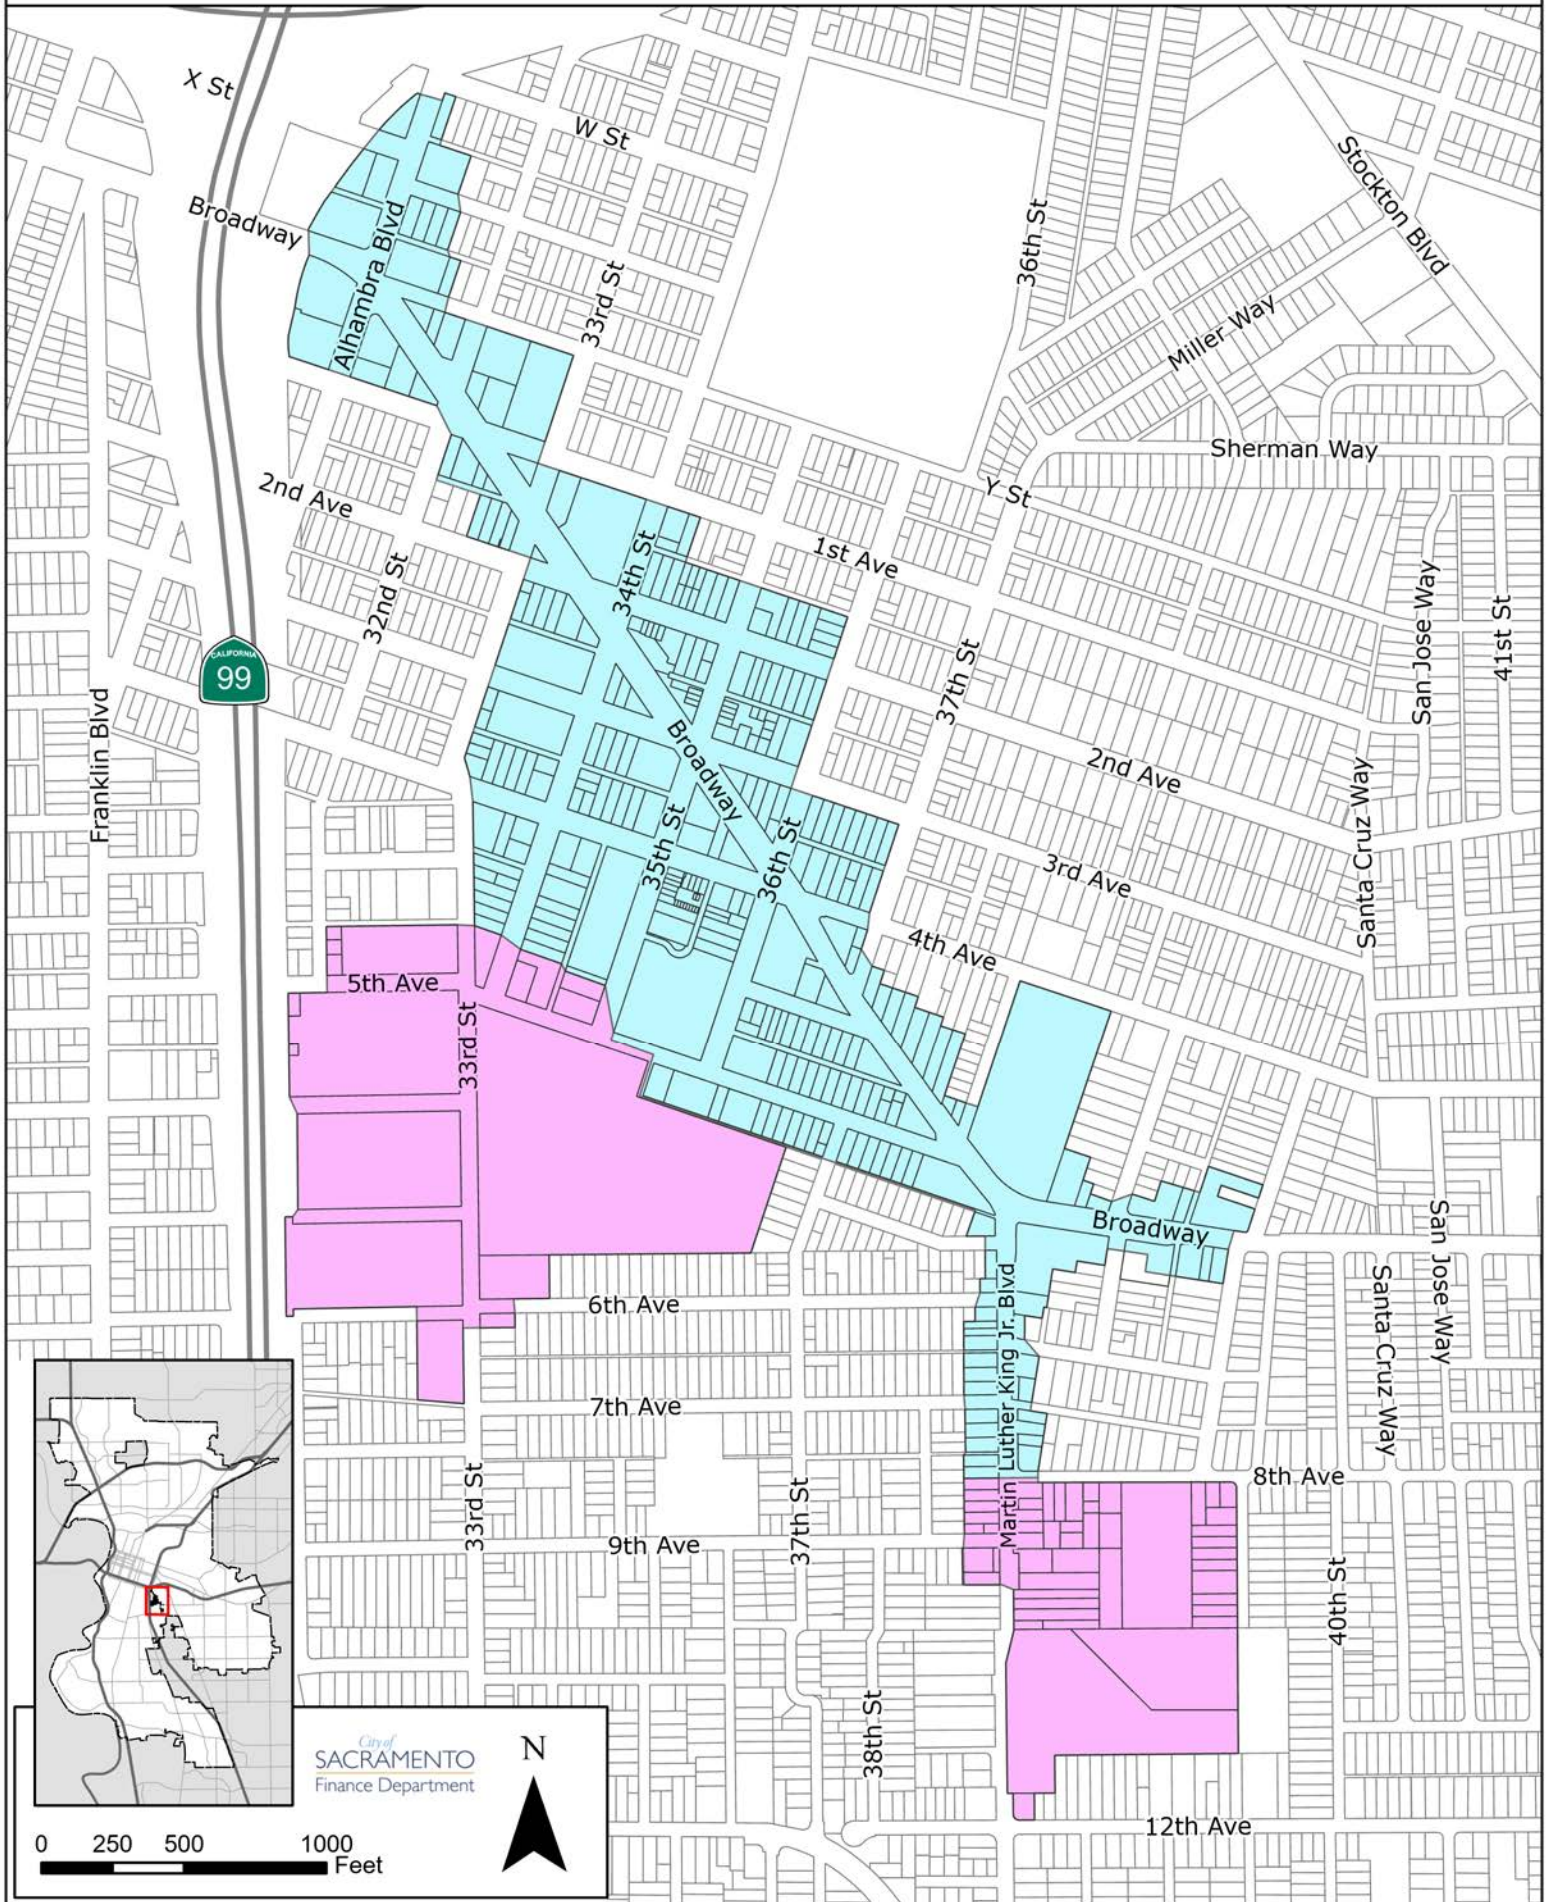 X St
W St
Stockton Blvd
Broadway
Alhambra Blvd
36th St
33rd St
Miller Way
Sherman Way
2nd Ave
Y St
34th St
1st Ave
32nd St
San Jose Way
41st St
CALIFORNIA
99
37th St
Franklin Blvd
Broadway
2nd Ave
Santa Cruz Way
35th St
36th St
3rd Ave
4th Ave
5th Ave
33rd St
Broadway
San Jose Way
Santa Cruz Way
6th Ave
Martin Luther King Jr. Blvd
7th Ave
33rd St
37th St
8th Ave
9th Ave
40th St
38th St
City of
SACRAMENTO
Finance Department
N
12th Ave
0 250 500 1000
Feet